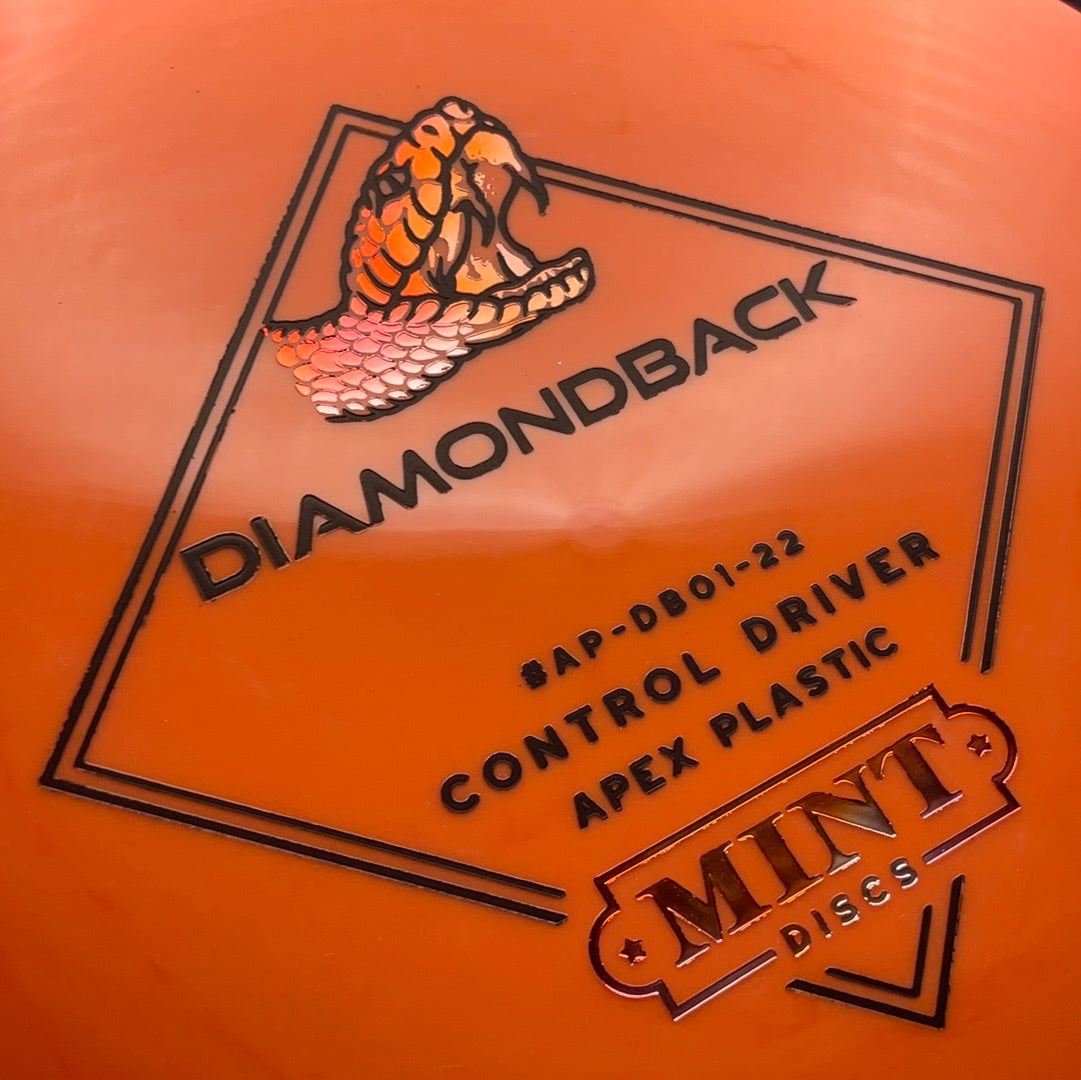 DIAMONDBACK
#AP-DB01-22
CONTROL DRIVER
APEX PLASTIC
MINT
DISCS